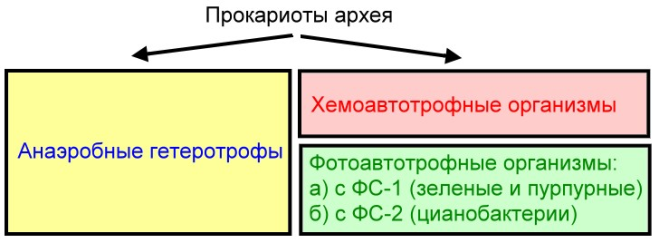 Прокариоты археи
Анаэробные гетеротрофы
Хемоавтотрофные организмы
Фотоавтотрофные организмы:
а) с ФС-1 (зеленые и пурпурные)
б) с ФС-2 (цианобактерии)